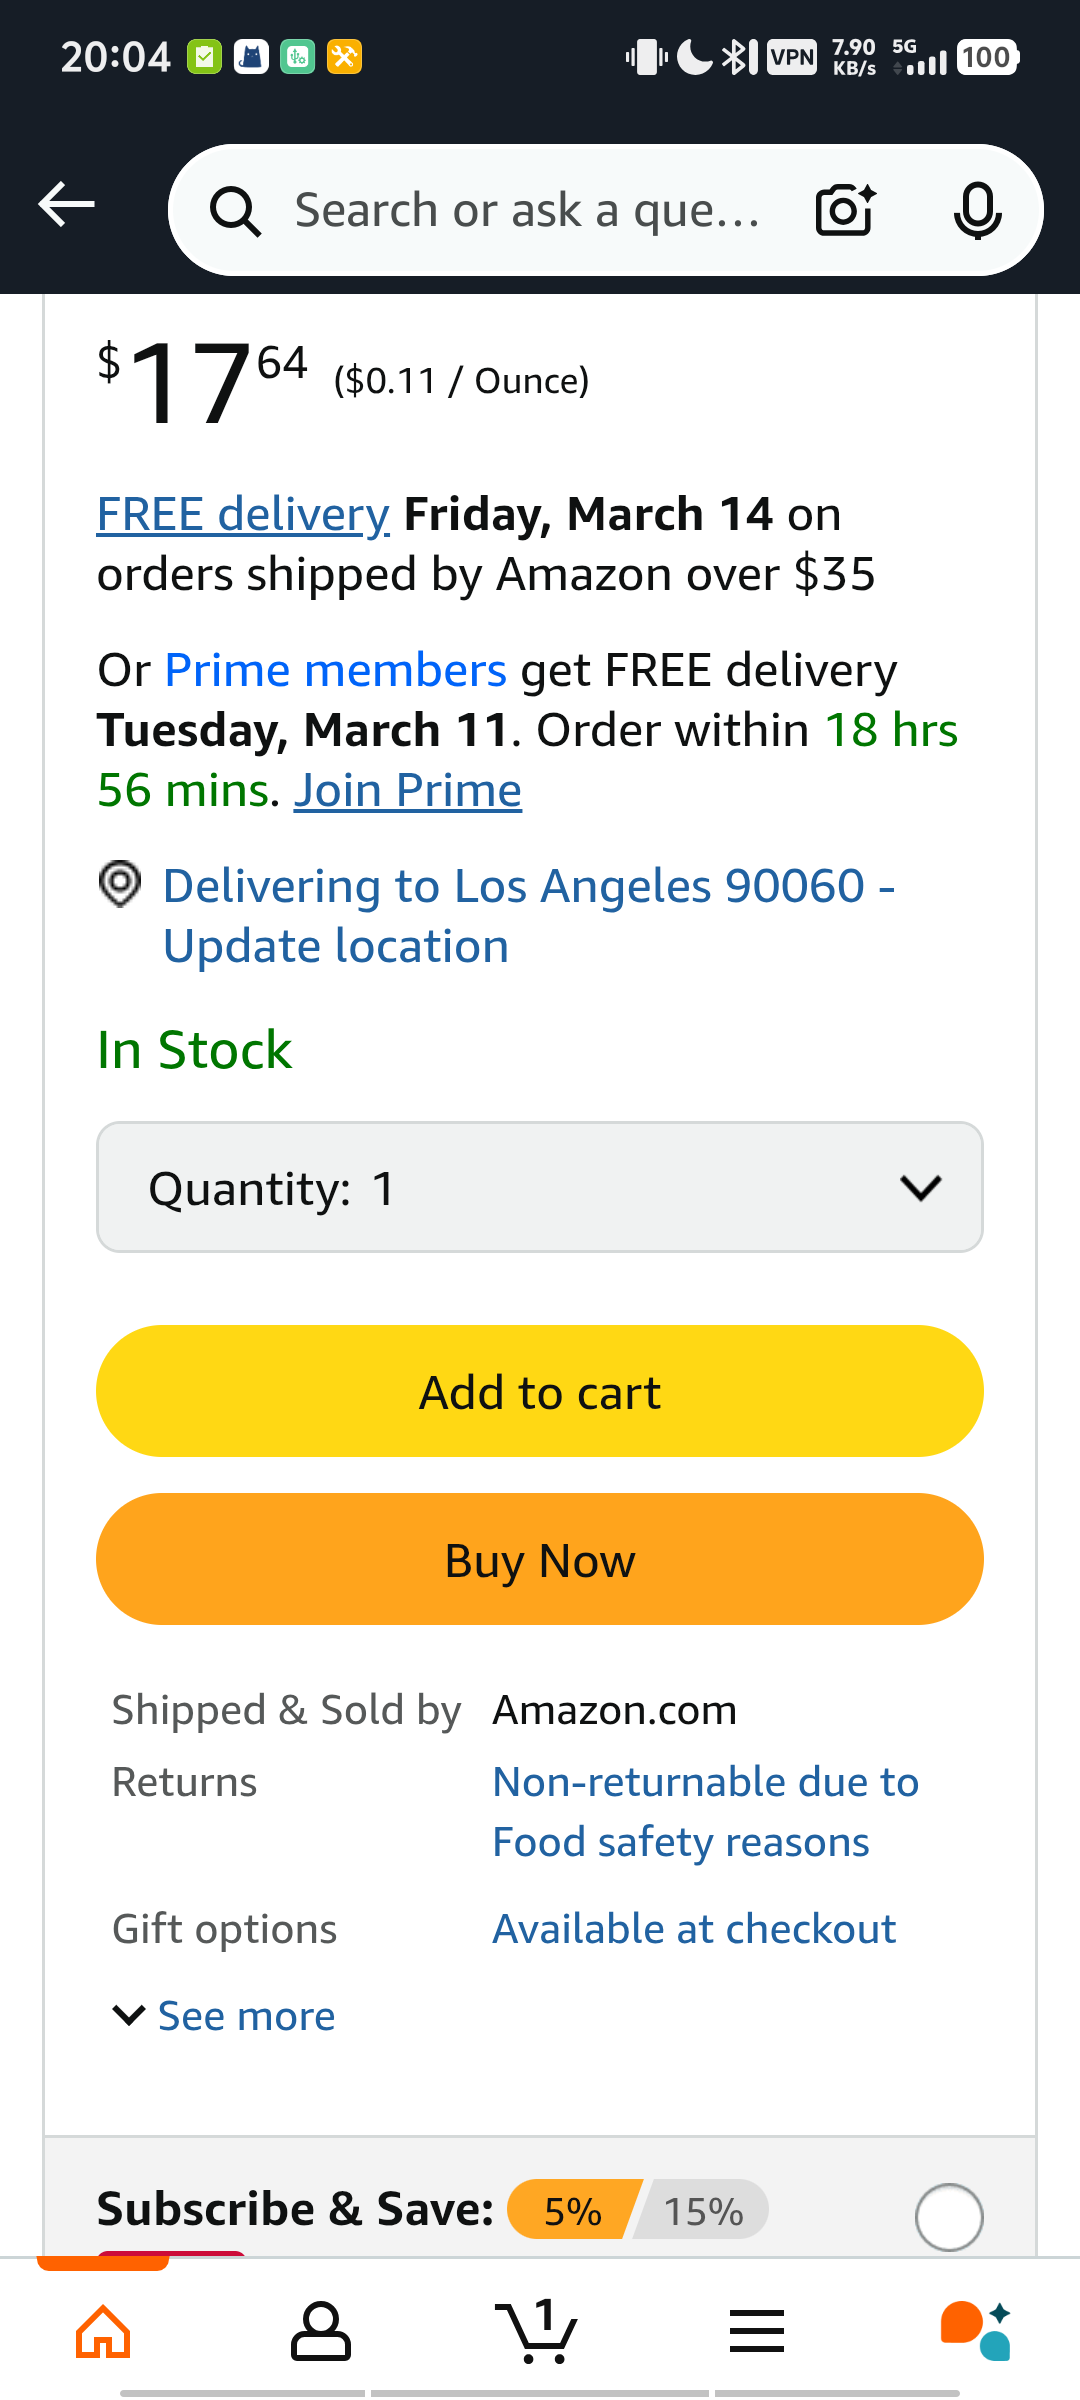 20:04
VPN
7.90 KB/s
5G
100
Search or ask a que...
$17.64 ($0.11 / Ounce)
FREE delivery Friday, March 14 on
orders shipped by Amazon over $35
Or Prime members get FREE delivery
Tuesday, March 11. Order within 18 hrs
56 mins. Join Prime
Delivering to Los Angeles 90060 -
Update location
In Stock
Quantity: 1
Add to cart
Buy Now
Shipped & Sold by Amazon.com
Returns Non-returnable due to
Food safety reasons
Gift options Available at checkout
See more
Subscribe & Save: 5% 15%
1